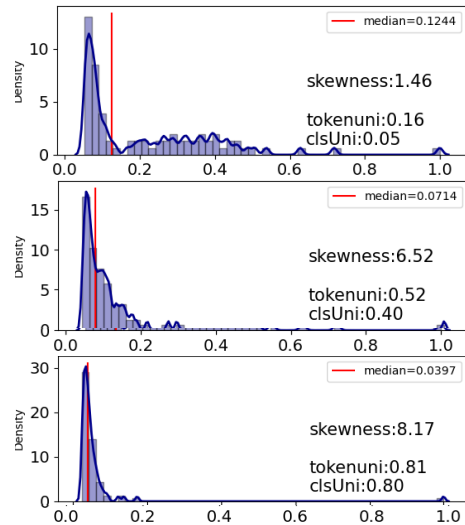 median=0.1244
Density
10
5
0
skewness:1.46
tokenuni:0.16
clsUni:0.05
0.0 0.2 0.4 0.6 0.8 1.0
median=0.0714
Density
15
10
5
0
skewness:6.52
tokenuni:0.52
clsUni:0.40
0.0 0.2 0.4 0.6 0.8 1.0
median=0.0397
Density
30
20
10
0
skewness:8.17
tokenuni:0.81
clsUni:0.80
0.0 0.2 0.4 0.6 0.8 1.0